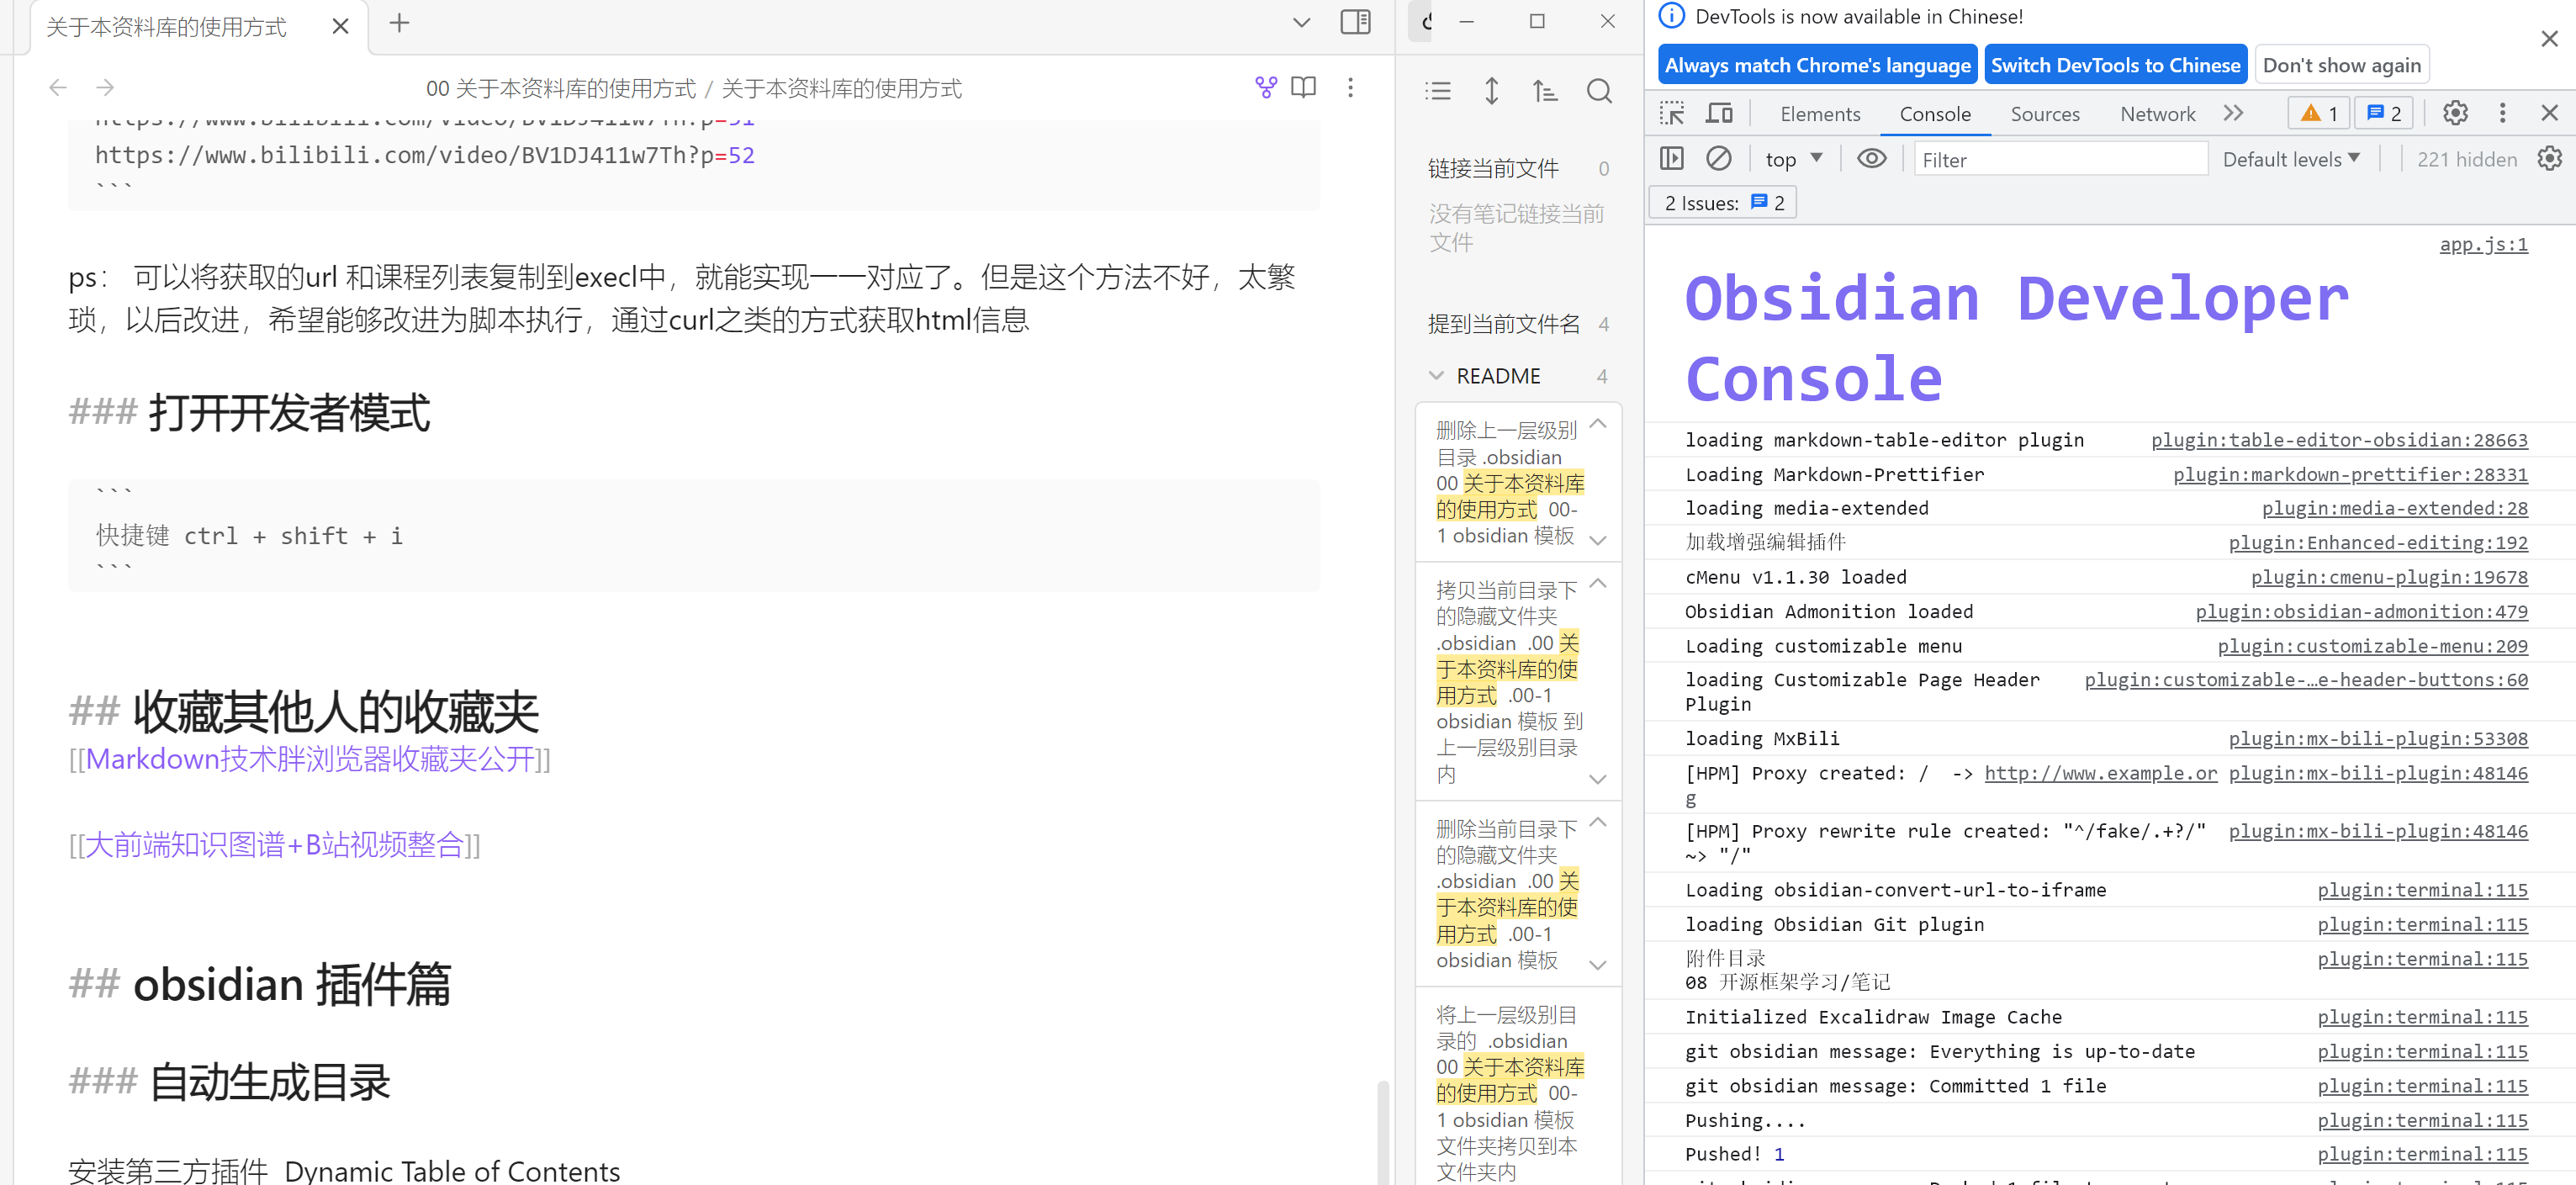 关于本资料库的使用方式
00 关于本资料库的使用方式 / 关于本资料库的使用方式
https://www.bilibili.com/video/BV1DJ411w7Th?p=51
https://www.bilibili.com/video/BV1DJ411w7Th?p=52
```
ps： 可以将获取的url 和课程列表复制到execl中，就能实现一一对应了。但是这个方法不好，太繁
琐，以后改进，希望能够改进为脚本执行，通过curl之类的方式获取html信息
### 打开开发者模式
```
快捷键 ctrl + shift + i
```
## 收藏其他人的收藏夹
[[Markdown技术胖浏览器收藏夹公开]]
[[大前端知识图谱+B站视频整合]]
## obsidian 插件篇
### 自动生成目录
安装第三方插件 Dynamic Table of Contents
链接当前文件 0
没有笔记链接当前
文件
提到当前文件名 4
README 4
删除上一层级别
目录 .obsidian
00 关于本资料库
的使用方式 00-
1 obsidian 模板
拷贝当前目录下
的隐藏文件夹
.obsidian .00 关
于本资料库的使
用方式 .00-1
obsidian 模板 到
上一层级别目录
内
删除当前目录下
的隐藏文件夹
.obsidian .00 关
于本资料库的使
用方式 .00-1
obsidian 模板
将上一层级别目
录的 .obsidian
00 关于本资料库
的使用方式 00-
1 obsidian 模板
文件夹拷贝到本
文件夹内
DevTools is now available in Chinese!
Always match Chrome's language Switch DevTools to Chinese Don't show again
Elements Console Sources Network 1 2
top Filter Default levels 221 hidden
2 Issues: 2
app.js:1
Obsidian Developer
Console
loading markdown-table-editor plugin plugin:table-editor-obsidian:28663
Loading Markdown-Prettifier plugin:markdown-prettifier:28331
loading media-extended plugin:media-extended:28
加载增强编辑插件 plugin:Enhanced-editing:192
cMenu v1.1.30 loaded plugin:cmenu-plugin:19678
Obsidian Admonition loaded plugin:obsidian-admonition:479
Loading customizable menu plugin:customizable-menu:209
loading Customizable Page Header plugin:customizable-…e-header-buttons:60
Plugin
loading MxBili plugin:mx-bili-plugin:53308
[HPM] Proxy created: / -> http://www.example.or plugin:mx-bili-plugin:48146
g
[HPM] Proxy rewrite rule created: "^/fake/.+?/" plugin:mx-bili-plugin:48146
~> "/"
Loading obsidian-convert-url-to-iframe plugin:terminal:115
loading Obsidian Git plugin plugin:terminal:115
附件目录 plugin:terminal:115
08 开源框架学习/笔记
Initialized Excalidraw Image Cache plugin:terminal:115
git obsidian message: Everything is up-to-date plugin:terminal:115
git obsidian message: Committed 1 file plugin:terminal:115
Pushing.... plugin:terminal:115
Pushed! 1 plugin:terminal:115